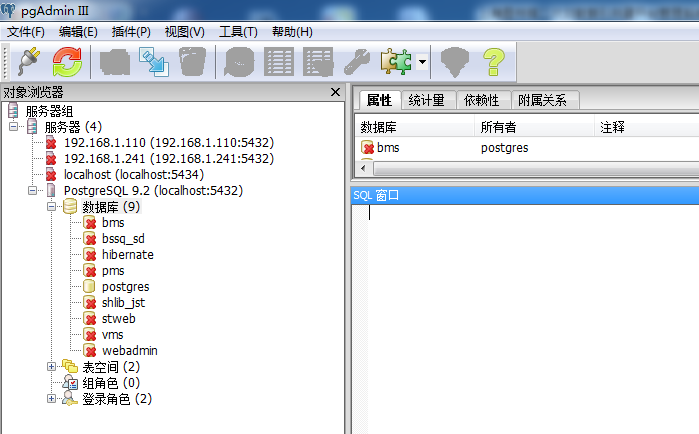 pgAdmin III
文件(F) 编辑(E) 插件(P) 视图(V) 工具(T) 帮助(H)
对象浏览器
服务器组
服务器 (4)
192.168.1.110 (192.168.1.110:5432)
192.168.1.241 (192.168.1.241:5432)
localhost (localhost:5434)
PostgreSQL 9.2 (localhost:5432)
数据库 (9)
bms
bssq_sd
hibernate
pms
postgres
shlib_jst
stweb
vms
webadmin
表空间 (2)
组角色 (0)
登录角色 (2)
属性 统计量 依赖性 附属关系
数据库 所有者 注释
bms postgres
SQL 窗口